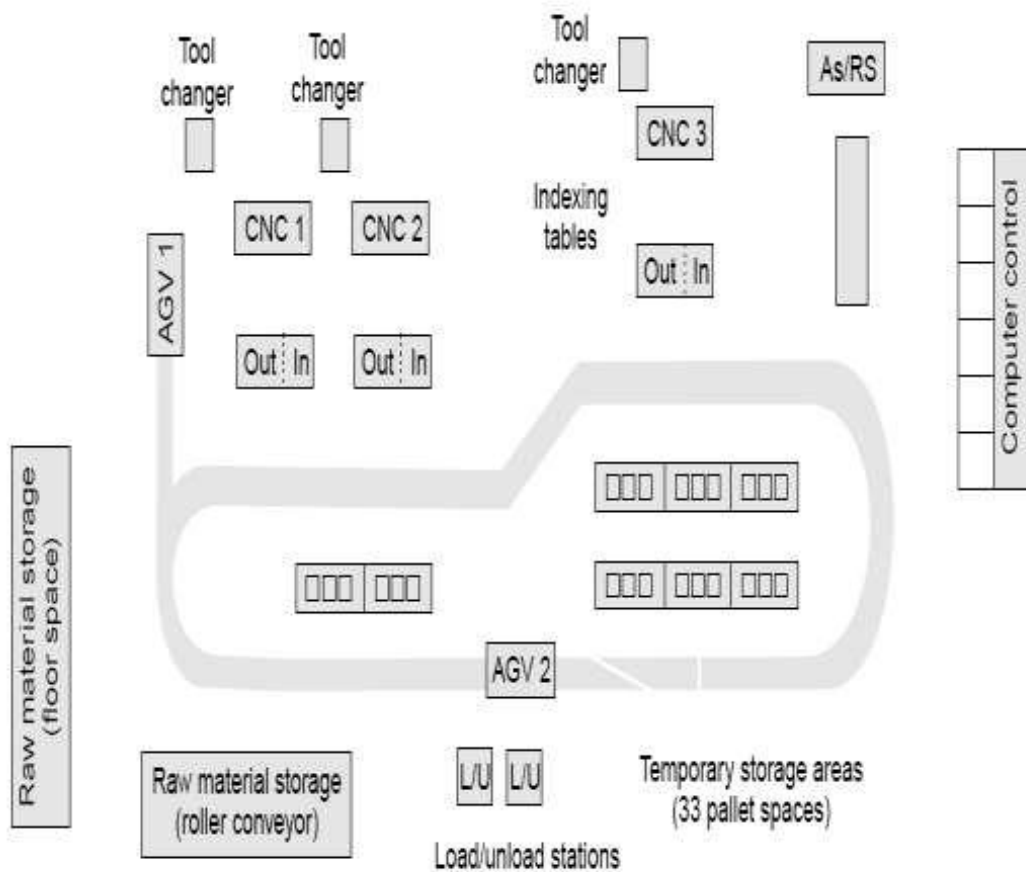 Tool
changer
Tool
changer
Tool
changer
As/RS
CNC 3
CNC 1
CNC 2
Indexing
tables
AGV 1
Out In
Out In
Out In
Computer control
Raw material storage
(floor space)
AGV 2
Raw material storage
(roller conveyor)
L/U
L/U
Load/unload stations
Temporary storage areas
(33 pallet spaces)